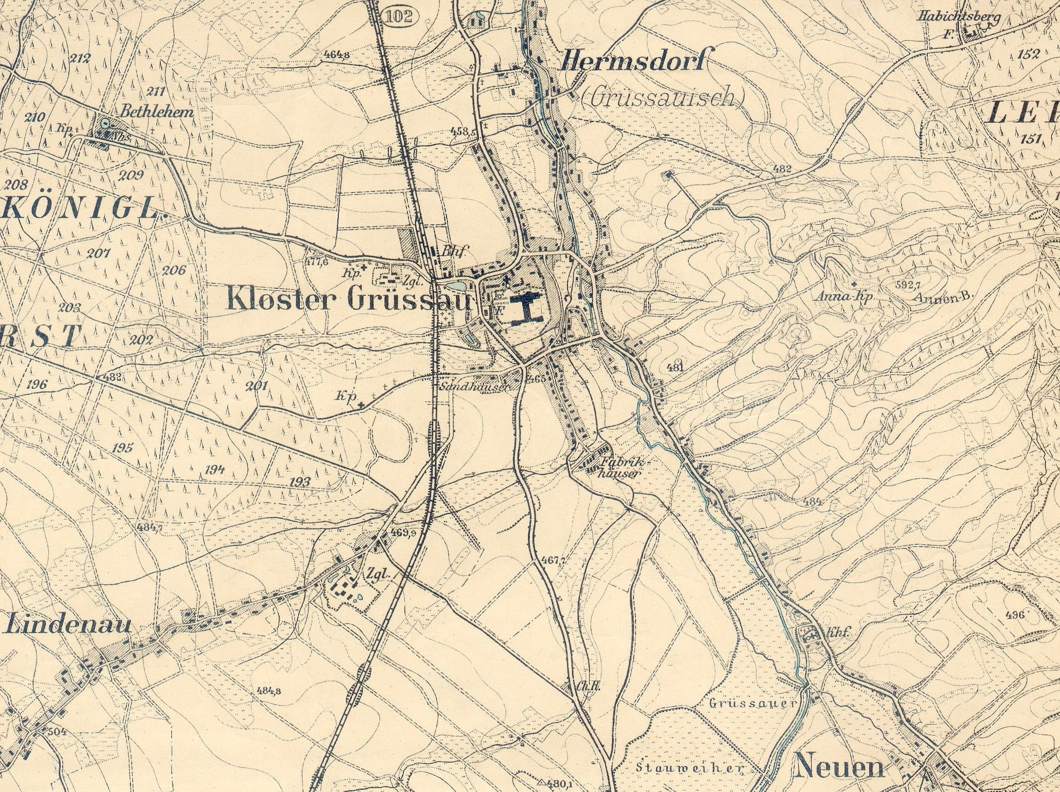 102
Habichtsberg
F.
212
464,8
152
Hermsdorf
(Grüssauisch)
211
Bethlehem
210
Kp.
Whs.
LEP
151
458,5
209
208
482
KÖNIGL.
207
206
Bhf
477,6
Kp.
Zgl.
592,7
Anna-Kp
Annen-B.
Kloster Grüssau
203
RST
202
482
481
196
201
Sandhäuser
465
Kp
195
194
193
Fabrik-
häuser
484,7
484
469,9
467,7
Zgl.
496
Lindenau
Khf.
484,8
Ch.H.
Grüssauer
504
Stauweiher
Neuen
480,1